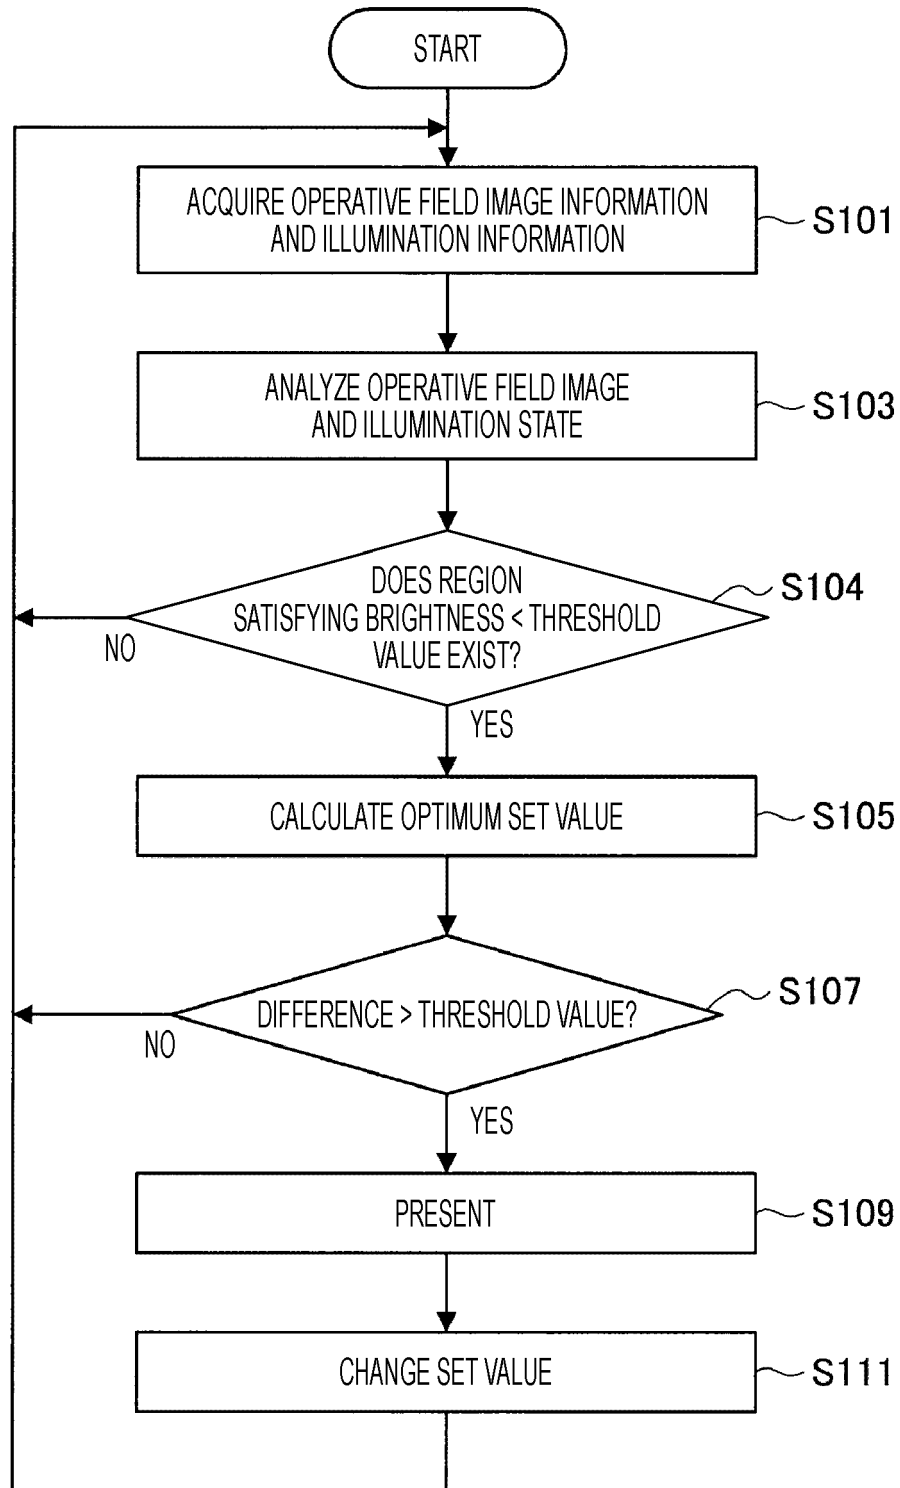 START
ACQUIRE OPERATIVE FIELD IMAGE INFORMATION
AND ILLUMINATION INFORMATION
S101
ANALYZE OPERATIVE FIELD IMAGE
AND ILLUMINATION STATE
S103
DOES REGION
SATISFYING BRIGHTNESS < THRESHOLD
VALUE EXIST?
S104
NO
YES
CALCULATE OPTIMUM SET VALUE
S105
DIFFERENCE > THRESHOLD VALUE?
S107
NO
YES
PRESENT
S109
CHANGE SET VALUE
S111